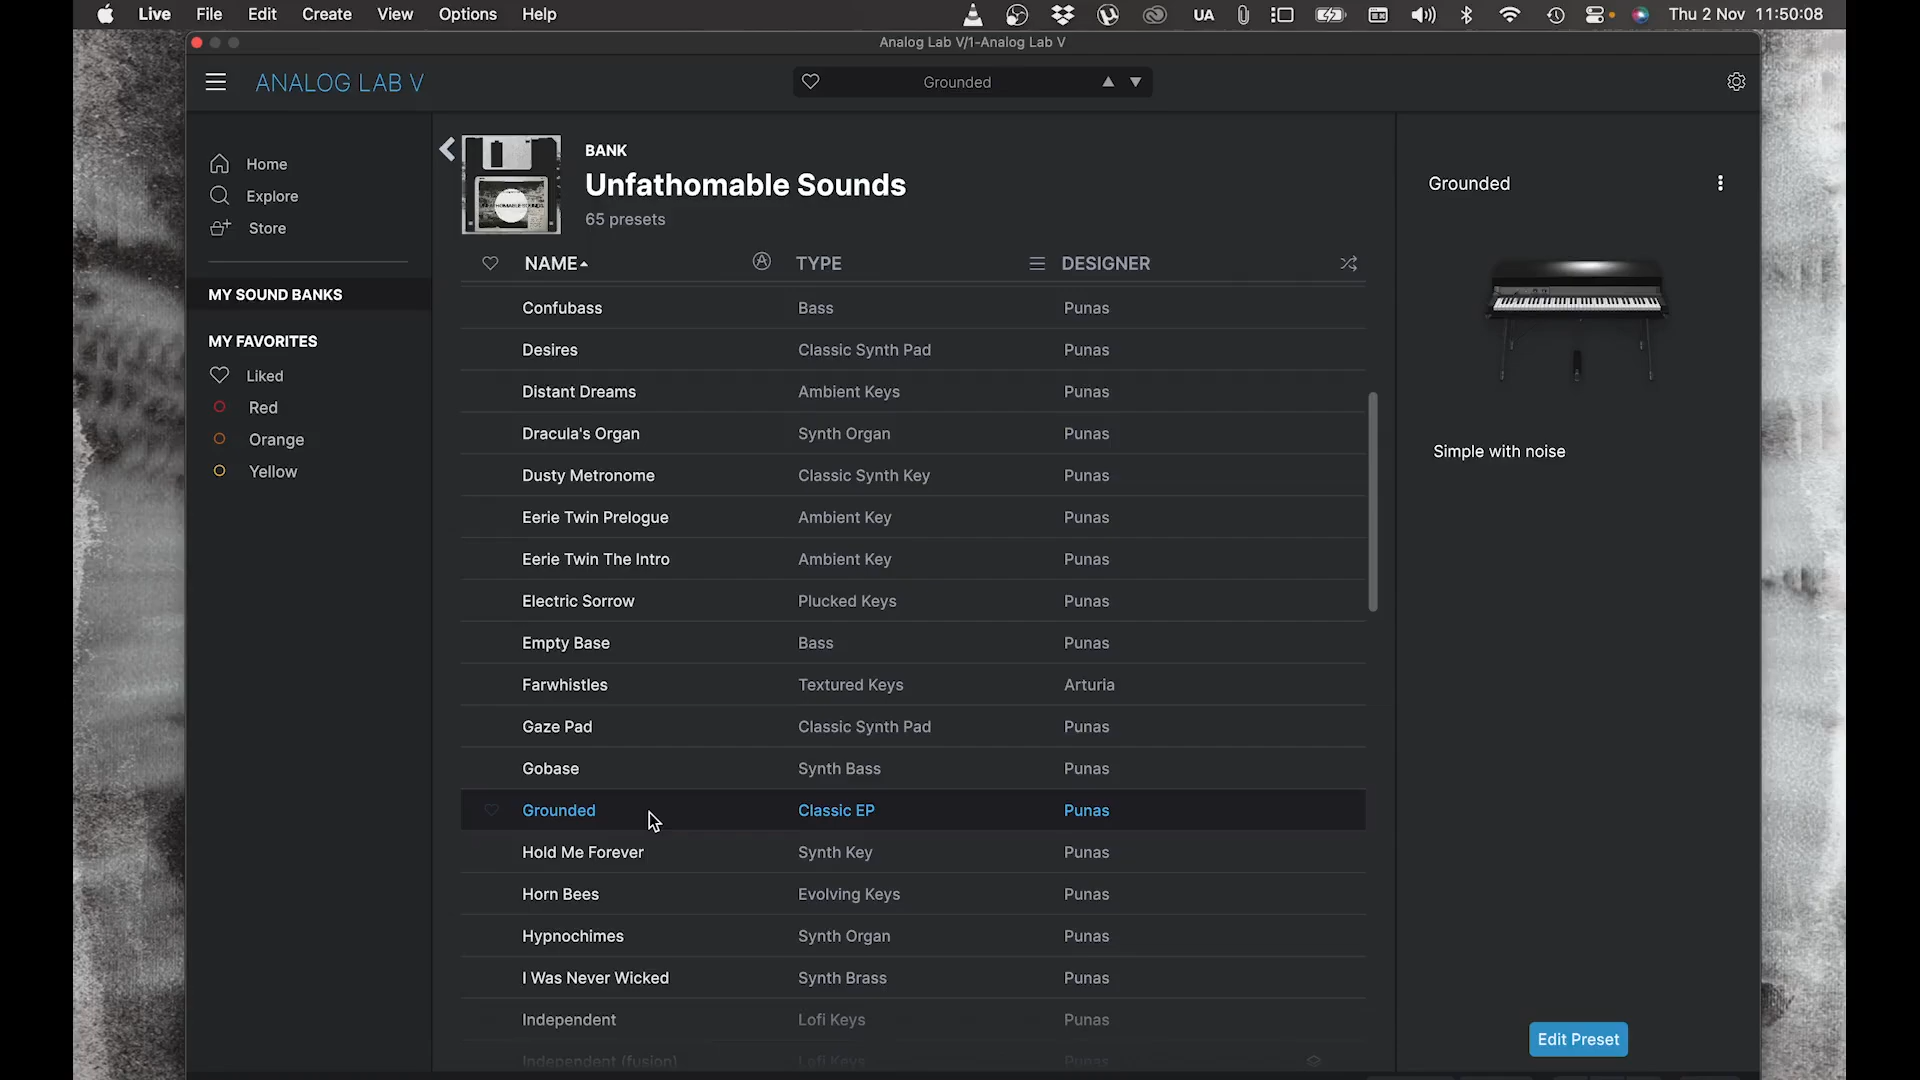 Live File Edit Create View Options Help UA Thu 2 Nov 11:50:08
Analog Lab V/1-Analog Lab V
ANALOG LAB V
Grounded
Home
Explore
Store
MY SOUND BANKS
MY FAVORITES
Liked
Red
Orange
Yellow
BANK
Unfathomable Sounds
65 presets
NAME TYPE DESIGNER
Confubass Bass Punas
Desires Classic Synth Pad Punas
Distant Dreams Ambient Keys Punas
Dracula's Organ Synth Organ Punas
Dusty Metronome Classic Synth Key Punas
Eerie Twin Prelogue Ambient Key Punas
Eerie Twin The Intro Ambient Key Punas
Electric Sorrow Plucked Keys Punas
Empty Base Bass Punas
Farwhistles Textured Keys Arturia
Gaze Pad Classic Synth Pad Punas
Gobase Synth Bass Punas
Grounded Classic EP Punas
Hold Me Forever Synth Key Punas
Horn Bees Evolving Keys Punas
Hypnochimes Synth Organ Punas
I Was Never Wicked Synth Brass Punas
Independent Lofi Keys Punas
Independent (fusion) Lofi Keys Punas
Grounded
Simple with noise
Edit Preset